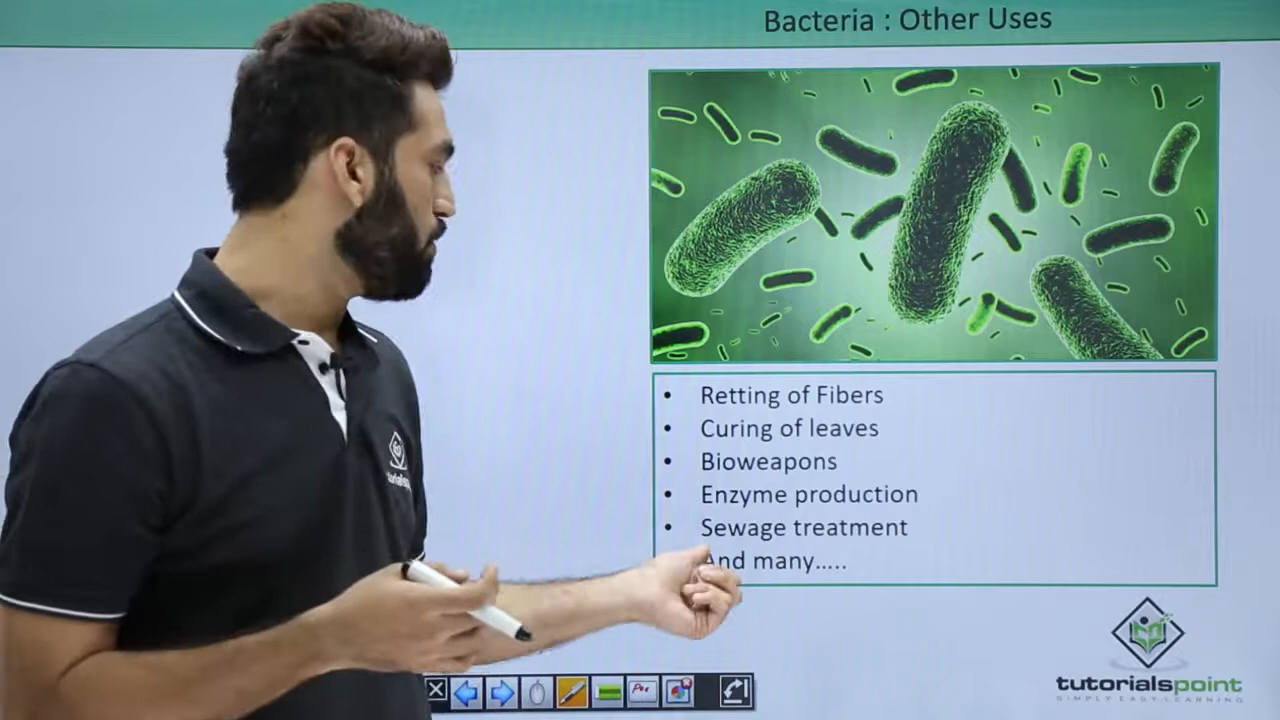 Bacteria : Other Uses
• Retting of Fibers
• Curing of leaves
• Bioweapons
• Enzyme production
• Sewage treatment
And many.....
tutorialspoint
SIMPLY EASY LEARNING